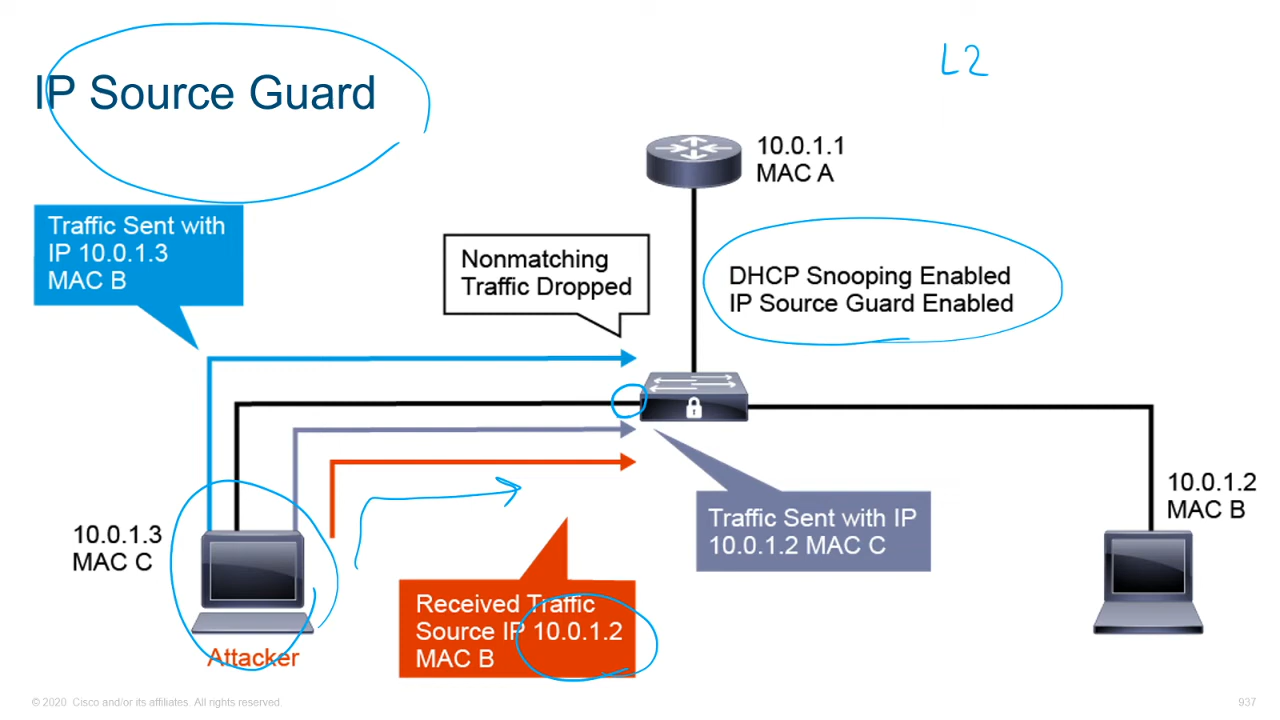 IP Source Guard
L2
10.0.1.1
MAC A
Traffic Sent with
IP 10.0.1.3
MAC B
Nonmatching
Traffic Dropped
DHCP Snooping Enabled
IP Source Guard Enabled
10.0.1.3
MAC C
Attacker
Received Traffic
Source IP 10.0.1.2
MAC B
Traffic Sent with IP
10.0.1.2 MAC C
10.0.1.2
MAC B
© 2020 Cisco and/or its affiliates. All rights reserved.
937